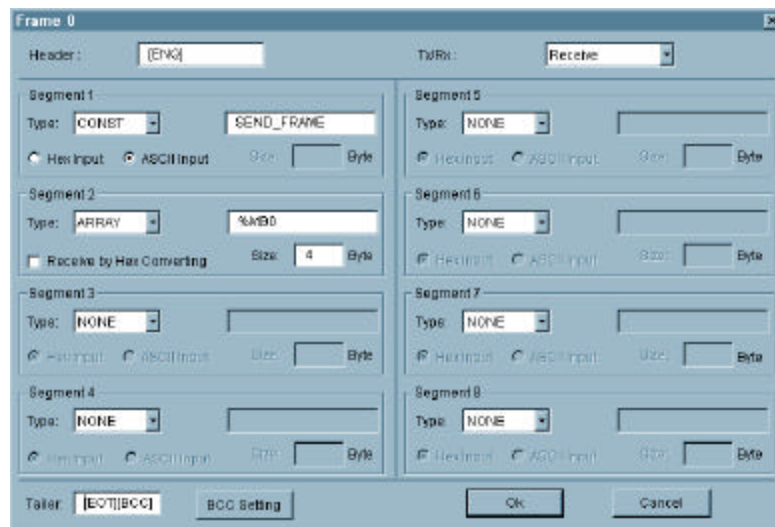 Frame 0
Header : [ENQ] Tx/Rx : Receive
Segment 1
Type: CONST SEND_FRAME
Hex Input ASCII Input Size: Byte
Segment 2
Type: ARRAY %MB0
Receive by Hex Converting Size: 4 Byte
Segment 3
Type: NONE
Hex Input ASCII Input Size: Byte
Segment 4
Type: NONE
Hex Input ASCII Input Size: Byte
Segment 5
Type: NONE
Hex Input ASCII Input Size: Byte
Segment 6
Type: NONE
Hex Input ASCII Input Size: Byte
Segment 7
Type: NONE
Hex Input ASCII Input Size: Byte
Segment 8
Type: NONE
Hex Input ASCII Input Size: Byte
Tailer: [EOT][BCC] BCC Setting Ok Cancel